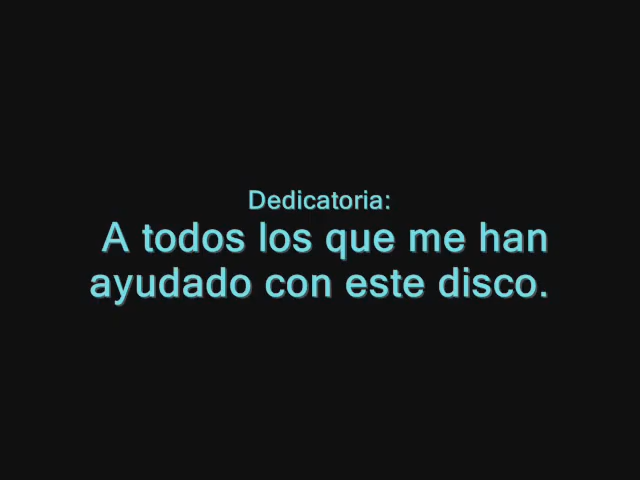 Dedicatoria:
A todos los que me han
ayudado con este disco.